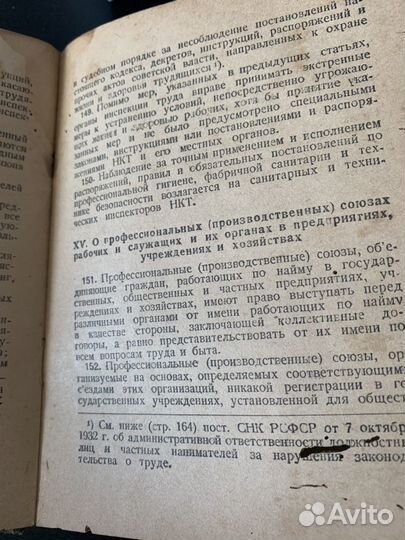 в судебном порядке за несоблюдение постановлений на-
стоящего кодекса, декретов, инструкций, распоряжений и
прочих актов советской власти, направленных к охране
жизни и здоровья трудящихся¹).
149. Помимо мер, указанных в предыдущих статьях,
органы инспекции труда вправе принимать экстренные
меры к устранению условий, непосредственно угрожаю-
щих жизни и здоровью рабочих, хотя бы принятие ука-
занных мер и не было предусмотрено специальными
законами, инструкциями или постановлениями и распоря-
жениями НКТ и его местных органов.
150. Наблюдение за точным применением и исполнением
распоряжений, правил и обязательных постановлений по
профессиональной гигиене, фабричной санитарии и тех-
нике безопасности возлагается на санитарных и техни-
ческих инспекторов НКТ.
XV. О профессиональных (производственных) союзах
рабочих и служащих и их органах в предприятиях,
учреждениях и хозяйствах
151. Профессиональные (производственные) союзы, объ'е-
диняющие граждан, работающих по найму в государ-
ственных, общественных и частных предприятиях, уч-
реждениях и хозяйствах, имеют право выступать перед
различными органами от имени работающих по найму
в качестве стороны, заключающей коллективные до-
говоры, а равно представительствовать от их имени по
всем вопросам труда и быта.
152. Профессиональные (производственные) союзы, ор-
ганизуемые на основах, определяемых соответствующим
с'ездами этих организаций, никакой регистрации в го-
сударственных учреждениях, установленной для общест
¹) См. ниже (стр. 164) пост. СНК РСФСР от 7 октябр
1932 г. об административной ответственности должностны
лиц и частных нанимателей за нарушения законод
тельства о труде.
Avito